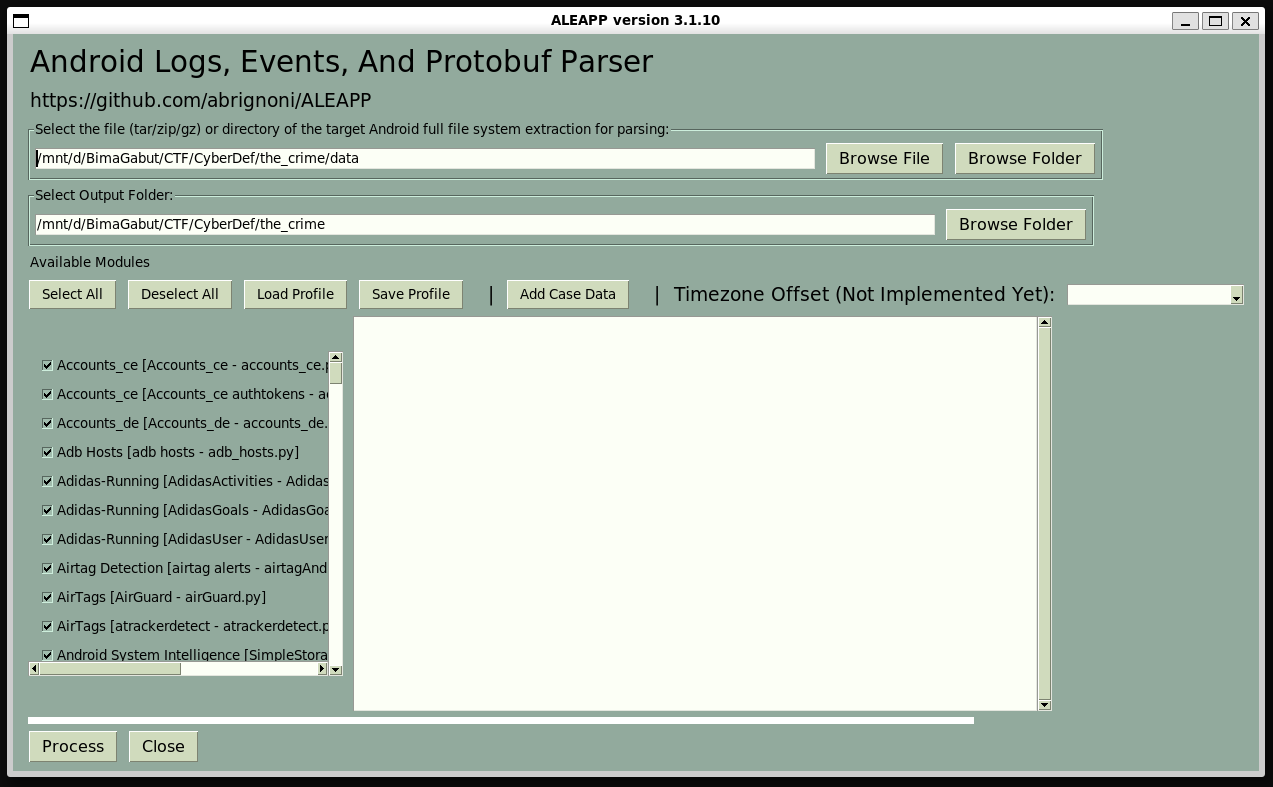 ALEAPP version 3.1.10
Android Logs, Events, And Protobuf Parser
https://github.com/abrignoni/ALEAPP
Select the file (tar/zip/gz) or directory of the target Android full file system extraction for parsing:
/mnt/d/BimaGabut/CTF/CyberDef/the_crime/data Browse File Browse Folder
Select Output Folder:
/mnt/d/BimaGabut/CTF/CyberDef/the_crime Browse Folder
Available Modules
Select All Deselect All Load Profile Save Profile | Add Case Data | Timezone Offset (Not Implemented Yet):
Accounts_ce [Accounts_ce - accounts_ce.p
Accounts_ce [Accounts_ce authtokens - ac
Accounts_de [Accounts_de - accounts_de.
Adb Hosts [adb hosts - adb_hosts.py]
Adidas-Running [AdidasActivities - Adidas
Adidas-Running [AdidasGoals - AdidasGoa
Adidas-Running [AdidasUser - AdidasUser
Airtag Detection [airtag alerts - airtagAnd
AirTags [AirGuard - airGuard.py]
AirTags [atrackerdetect - atrackerdetect.p
Android System Intelligence [SimpleStora
Process Close